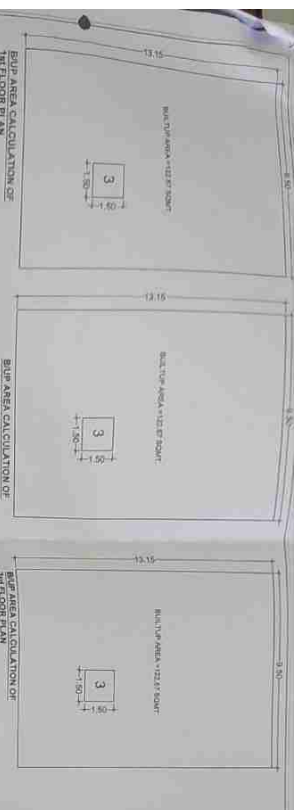 13.15
9.50
BUILTUP AREA =122.67 SQMT.
3
1.50
1.50
B/UP AREA CALCULATION OF
1st FLOOR PLAN
13.15
9.50
BUILTUP AREA =122.67 SQMT.
3
1.50
1.50
B/UP AREA CALCULATION OF
13.15
9.50
BUILTUP AREA =122.67 SQMT
3
1.50
1.50
B/UP AREA CALCULATION OF
1st FLOOR PLAN